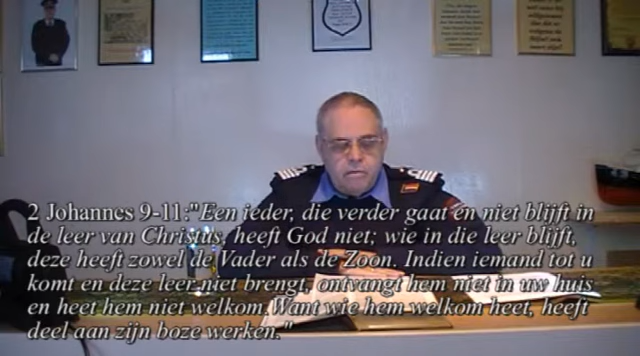 2 Johannes 9-11:"Een ieder, die verder gaat en niet blijft in
de leer van Christus, heeft God niet; wie in die leer blijft,
deze heeft zowel de Vader als de Zoon. Indien iemand tot u
komt en deze leer niet brengt, ontvangt hem niet in uw huis
en heet hem niet welkom.Want wie hem welkom heet, heeft
deel aan zijn boze werken."